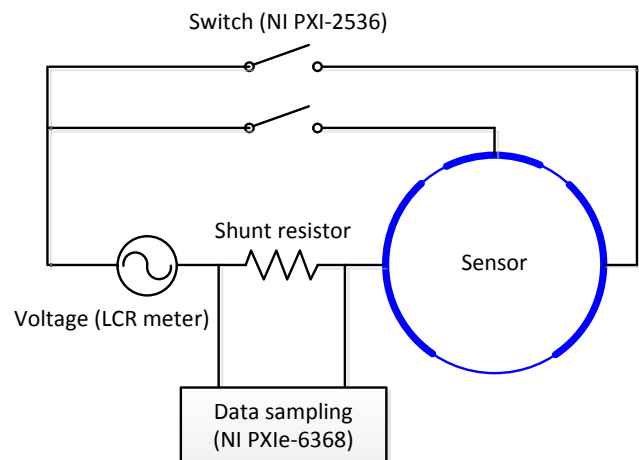 Switch (NI PXI-2536)
Shunt resistor
Sensor
Voltage (LCR meter)
Data sampling
(NI PXIe-6368)